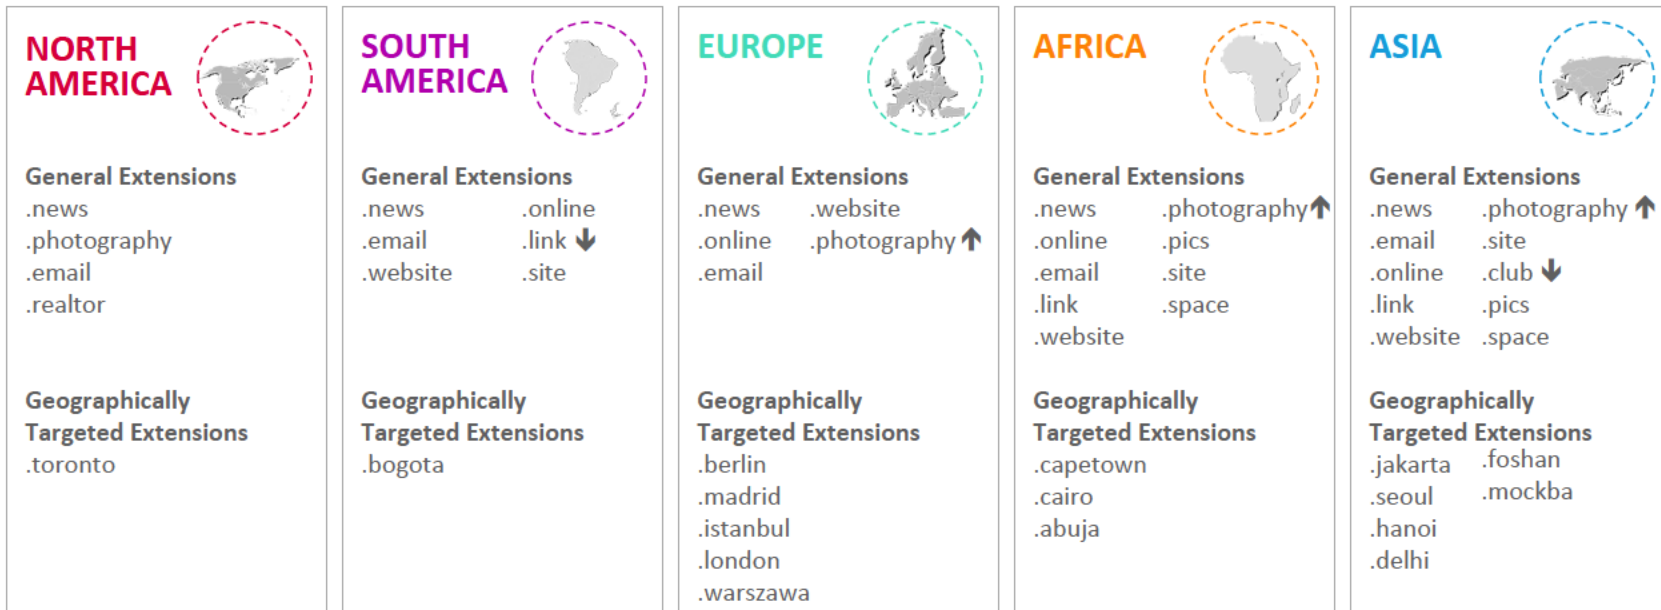 NORTH
AMERICA
General Extensions
.news
.photography
.email
.realtor
Geographically
Targeted Extensions
.toronto
SOUTH
AMERICA
General Extensions
.news .online
.email .link
.website .site
Geographically
Targeted Extensions
.bogota
EUROPE
General Extensions
.news .website
.online .photography
.email
Geographically
Targeted Extensions
.berlin
.madrid
.istanbul
.london
.warszawa
AFRICA
General Extensions
.news .photography
.online .pics
.email .site
.link .space
.website
Geographically
Targeted Extensions
.capetown
.cairo
.abuja
ASIA
General Extensions
.news .photography
.email .site
.online .club
.link .pics
.website .space
Geographically
Targeted Extensions
.jakarta .foshan
.seoul .mockba
.hanoi
.delhi